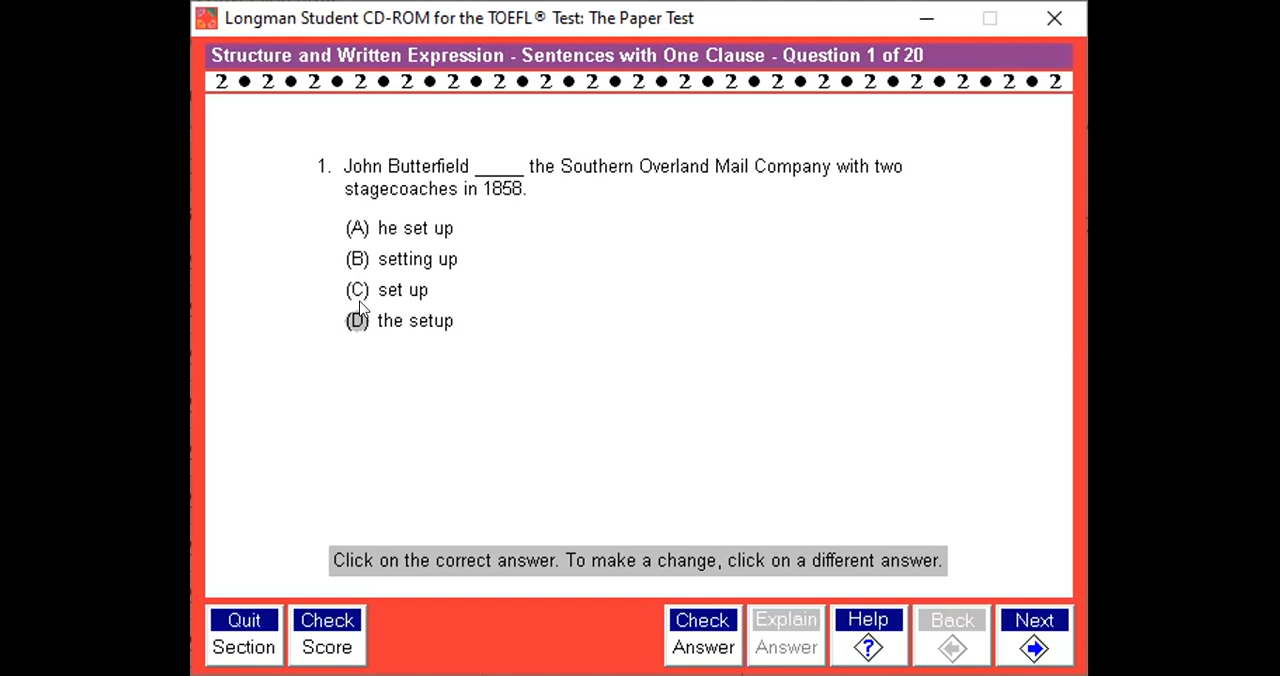 Longman Student CD-ROM for the TOEFL® Test: The Paper Test
Structure and Written Expression - Sentences with One Clause - Question 1 of 20
2 ● 2 ● 2 ● 2 ● 2 ● 2 ● 2 ● 2 ● 2 ● 2 ● 2 ● 2 ● 2 ● 2 ● 2 ● 2 ● 2 ● 2 ● 2
1. John Butterfield _____ the Southern Overland Mail Company with two
stagecoaches in 1858.
(A) he set up
(B) setting up
(C) set up
(D) the setup
Click on the correct answer. To make a change, click on a different answer.
Quit Check Check Explain Help Back Next
Section Score Answer Answer ?